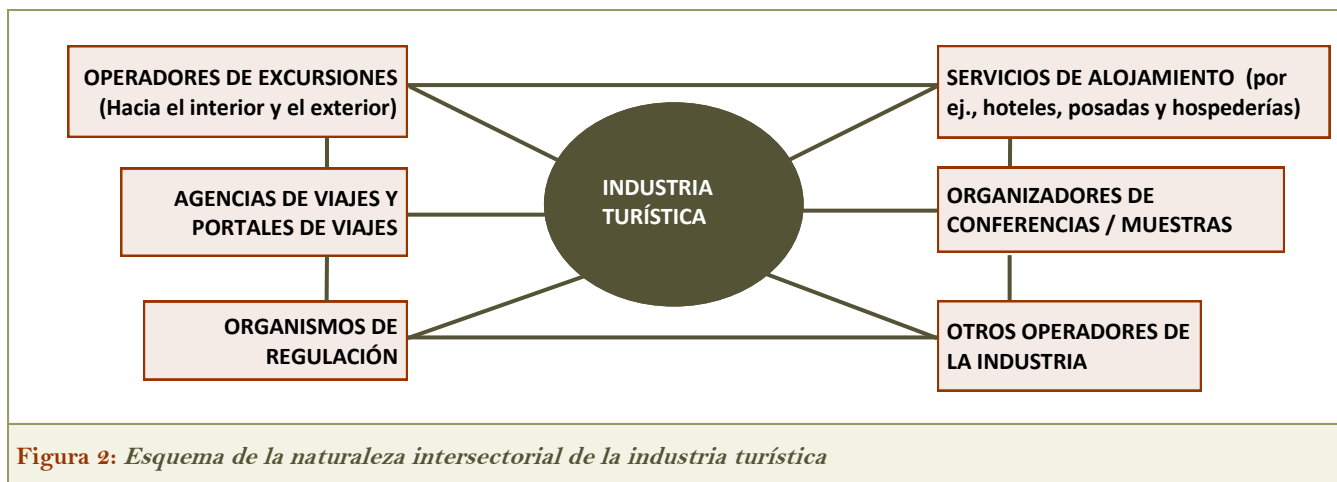 OPERADORES DE EXCURSIONES
(Hacia el interior y el exterior)
SERVICIOS DE ALOJAMIENTO (por
ej., hoteles, posadas y hospederías)
AGENCIAS DE VIAJES Y
PORTALES DE VIAJES
INDUSTRIA
TURÍSTICA
ORGANIZADORES DE
CONFERENCIAS / MUESTRAS
ORGANISMOS DE
REGULACIÓN
OTROS OPERADORES DE
LA INDUSTRIA
Figura 2: Esquema de la naturaleza intersectorial de la industria turística